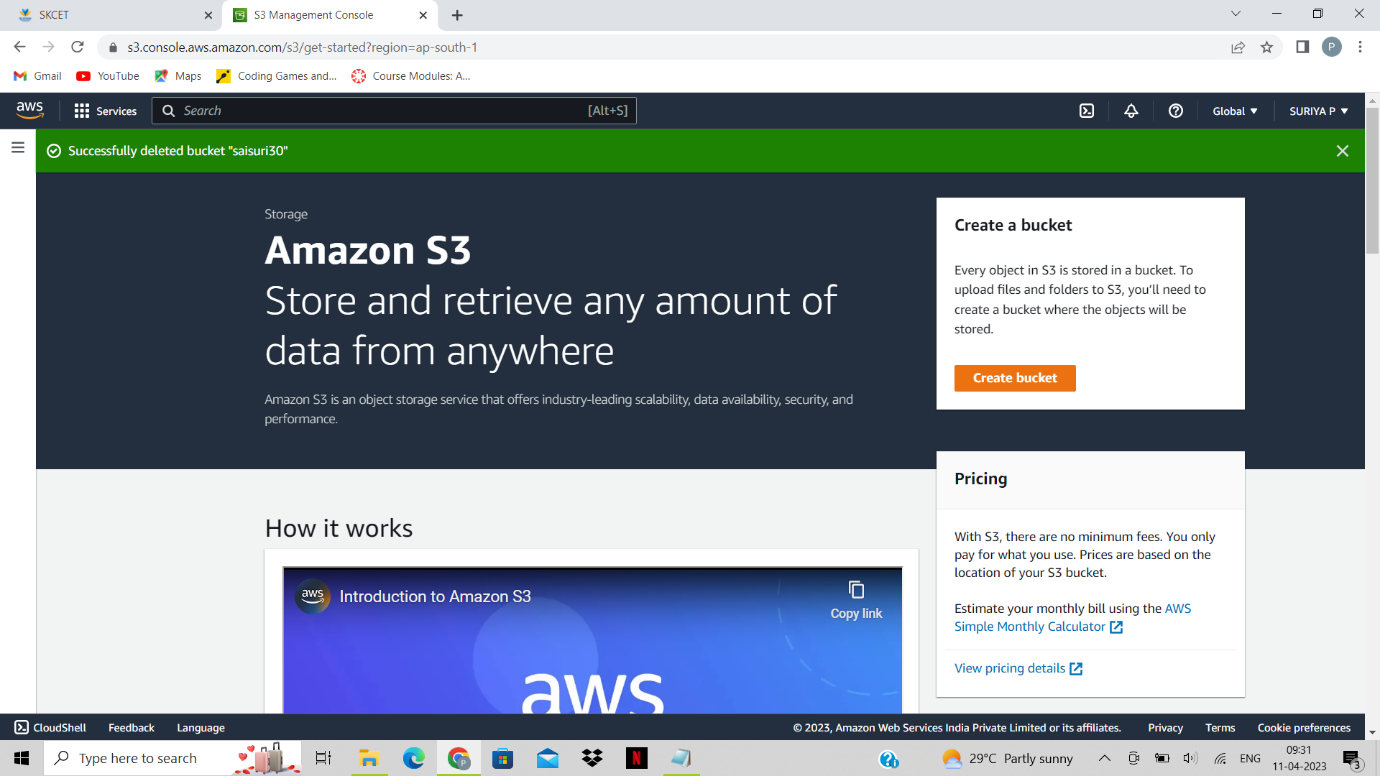 SKCET
S3 Management Console
s3.console.aws.amazon.com/s3/get-started?region=ap-south-1
P
Gmail
YouTube
Maps
Coding Games and...
Course Modules: A...
aws
Services
Search
[Alt+S]
Global
SURIYA P
Successfully deleted bucket "saisuri30"
Storage
Amazon S3
Store and retrieve any amount of
data from anywhere
Amazon S3 is an object storage service that offers industry-leading scalability, data availability, security, and
performance.
Create a bucket
Every object in S3 is stored in a bucket. To
upload files and folders to S3, you'll need to
create a bucket where the objects will be
stored.
Create bucket
Pricing
With S3, there are no minimum fees. You only
pay for what you use. Prices are based on the
location of your S3 bucket.
Estimate your monthly bill using the AWS
Simple Monthly Calculator
View pricing details
How it works
aws
Introduction to Amazon S3
Copy link
aws
CloudShell
Feedback
Language
© 2023, Amazon Web Services India Private Limited or its affiliates.
Privacy
Terms
Cookie preferences
Type here to search
P
N
29°C Partly sunny
ENG
09:31
11-04-2023
3